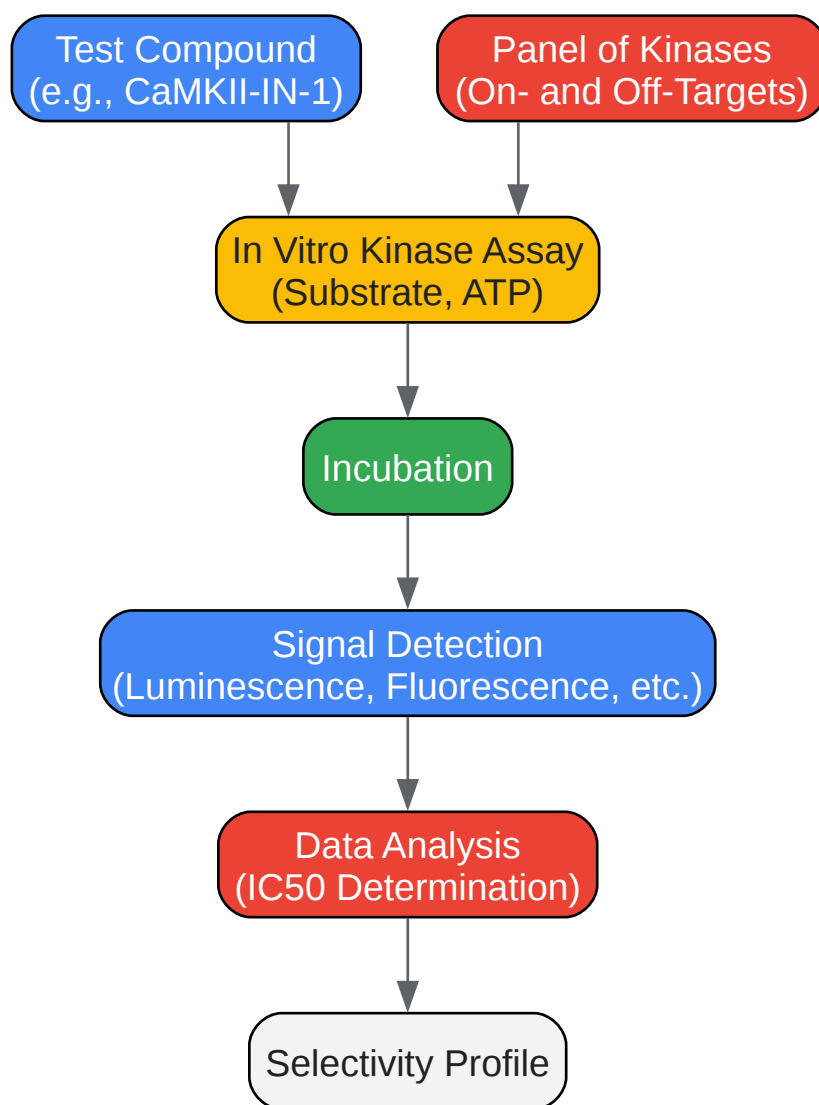 Test Compound
(e.g., CaMKII-IN-1)
Panel of Kinases
(On- and Off-Targets)
In Vitro Kinase Assay
(Substrate, ATP)
Incubation
Signal Detection
(Luminescence, Fluorescence, etc.)
Data Analysis
(IC50 Determination)
Selectivity Profile